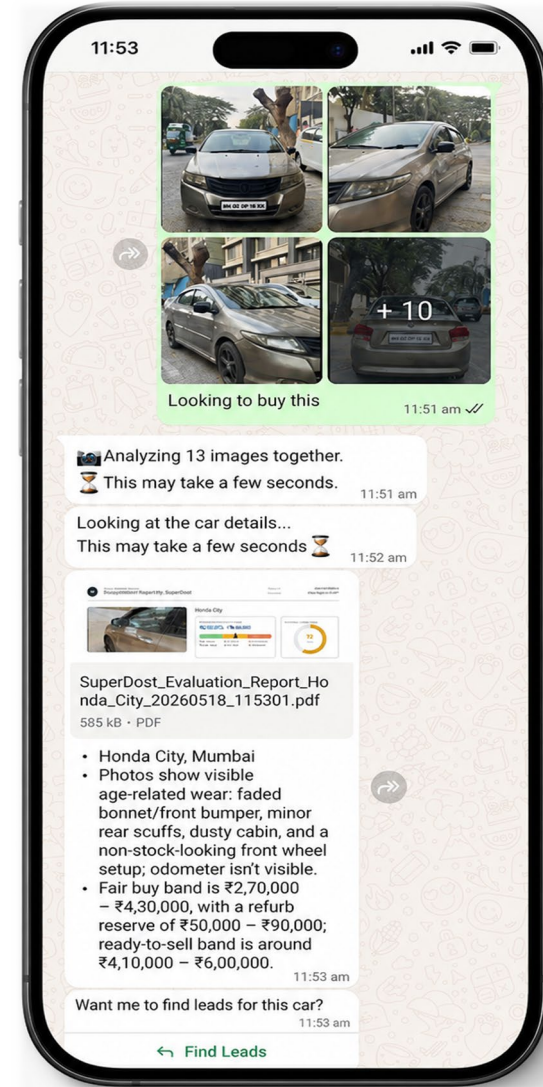 11:53
MH 02 DP 16 XX
+ 10
Looking to buy this
11:51 am
📷Analyzing 13 images together.
⏳ This may take a few seconds.
11:51 am
Looking at the car details...
This may take a few seconds⏳
11:52 am
Honda City
72
SuperDost_Evaluation_Report_Ho
nda_City_20260518_115301.pdf
585 kB • PDF
• Honda City, Mumbai
• Photos show visible
age-related wear: faded
bonnet/front bumper, minor
rear scuffs, dusty cabin, and a
non-stock-looking front wheel
setup; odometer isn’t visible.
• Fair buy band is ₹2,70,000
– ₹4,30,000, with a refurb
reserve of ₹50,000 – ₹90,000;
ready-to-sell band is around
₹4,10,000 – ₹6,00,000.
11:53 am
Want me to find leads for this car?
11:53 am
Find Leads